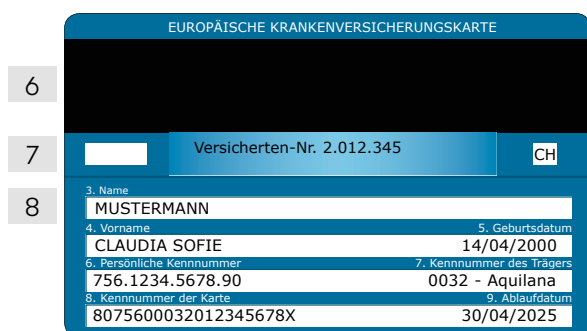 EUROPÄISCHE KRANKENVERSICHERUNGSKARTE
6
7
Versicherten-Nr. 2.012.345
CH
8
3. Name
MUSTERMANN
4. Vorname 5. Geburtsdatum
CLAUDIA SOFIE 14/04/2000
6. Persönliche Kennnummer 7. Kennnummer des Trägers
756.1234.5678.90 0032 - Aquilana
8. Kennnummer der Karte 9. Ablaufdatum
8075600032012345678X 30/04/2025